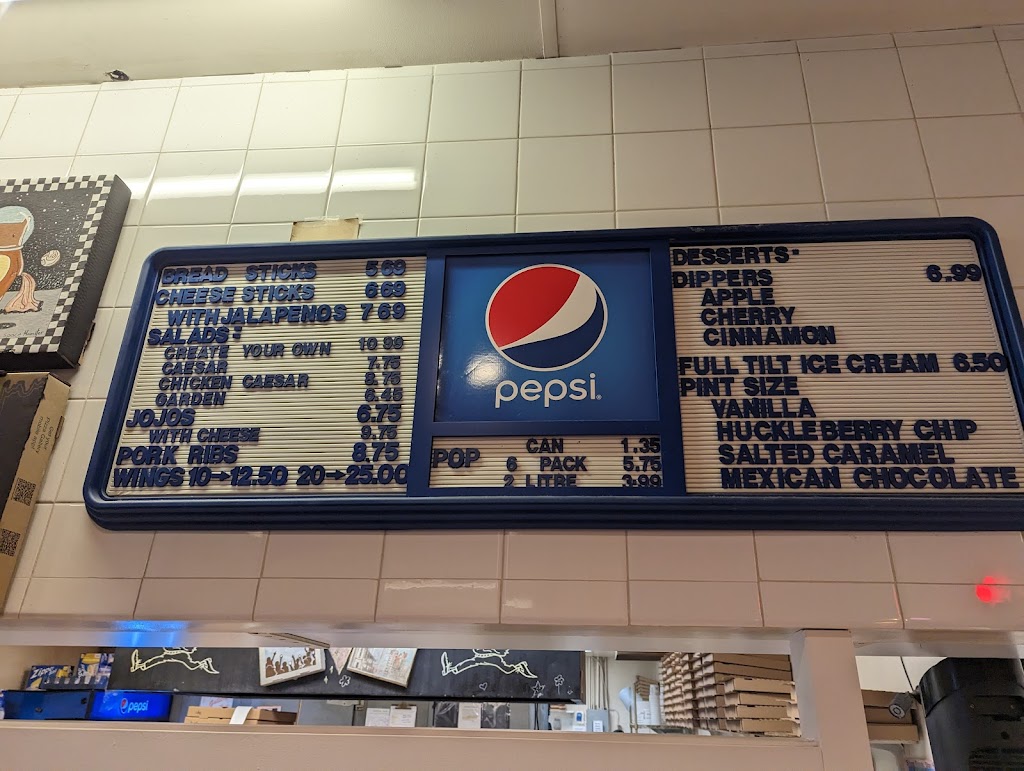 BREAD STICKS 5 69
CHEESE STICKS 6 69
WITH JALAPENOS 7 69
SALADS:
CREATE YOUR OWN 10 99
CAESAR 7.75
CHICKEN CAESAR 8.75
GARDEN 6.45
JOJOS 6.75
WITH CHEESE 9.75
PORK RIBS 8.75
WINGS 10→12.50 20→25.00
pepsi
POP
CAN 1.35
6 PACK 5.75
2 LITRE 3.99
DESSERTS
DIPPERS 6.99
APPLE
CHERRY
CINNAMON
FULL TILT ICE CREAM 6.50
PINT SIZE
VANILLA
HUCKLEBERRY CHIP
SALTED CARAMEL
MEXICAN CHOCOLATE
Ziploc
pepsi